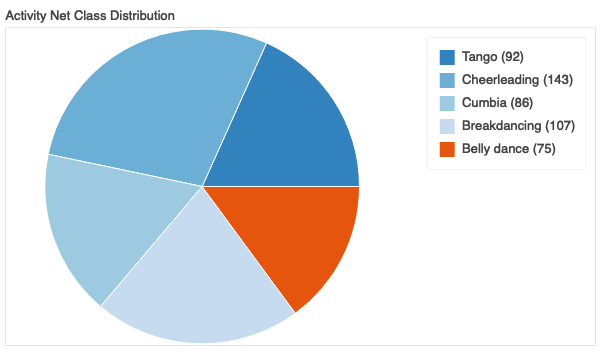 Activity Net Class Distribution
Tango (92)
Cheerleading (143)
Cumbia (86)
Breakdancing (107)
Belly dance (75)